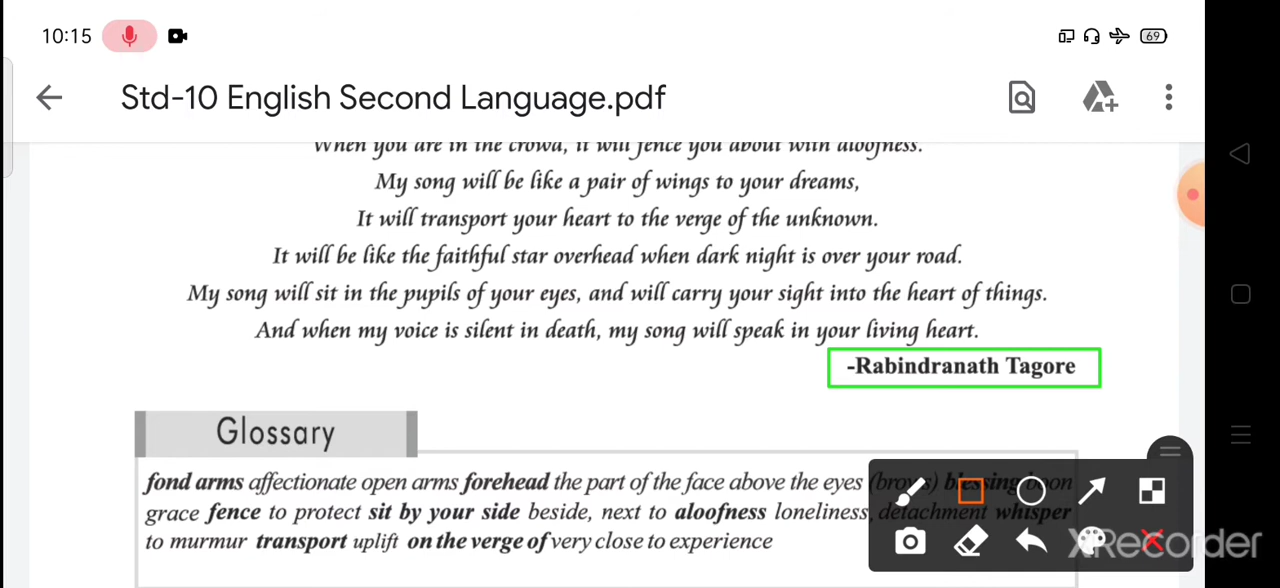 10:15
69
Std-10 English Second Language.pdf
When you are in the crowd, it will fence you about with aloofness.
My song will be like a pair of wings to your dreams,
It will transport your heart to the verge of the unknown.
It will be like the faithful star overhead when dark night is over your road.
My song will sit in the pupils of your eyes, and will carry your sight into the heart of things.
And when my voice is silent in death, my song will speak in your living heart.
-Rabindranath Tagore
Glossary
fond arms affectionate open arms forehead the part of the face above the eyes (brows) blessing boon
grace fence to protect sit by your side beside, next to aloofness loneliness, detachment whisper
to murmur transport uplift on the verge of very close to experience
XRecorder